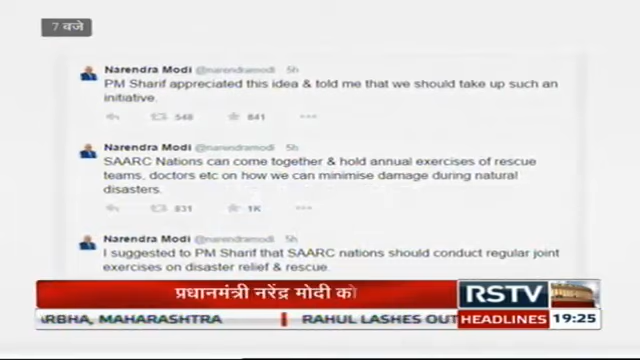 7 बजे
Narendra Modi @narendramodi 5h
PM Sharif appreciated this idea & told me that we should take up such an
initiative.
548 641
Narendra Modi @narendramodi 5h
SAARC Nations can come together & hold annual exercises of rescue
teams, doctors etc on how we can minimise damage during natural
disasters.
831 1K
Narendra Modi @narendramodi 5h
I suggested to PM Sharif that SAARC nations should conduct regular joint
exercises on disaster relief & rescue.
प्रधानमंत्री नरेंद्र मोदी को
RSTV
ARBHA, MAHARASHTRA RAHUL LASHES OUT
HEADLINES 19:25